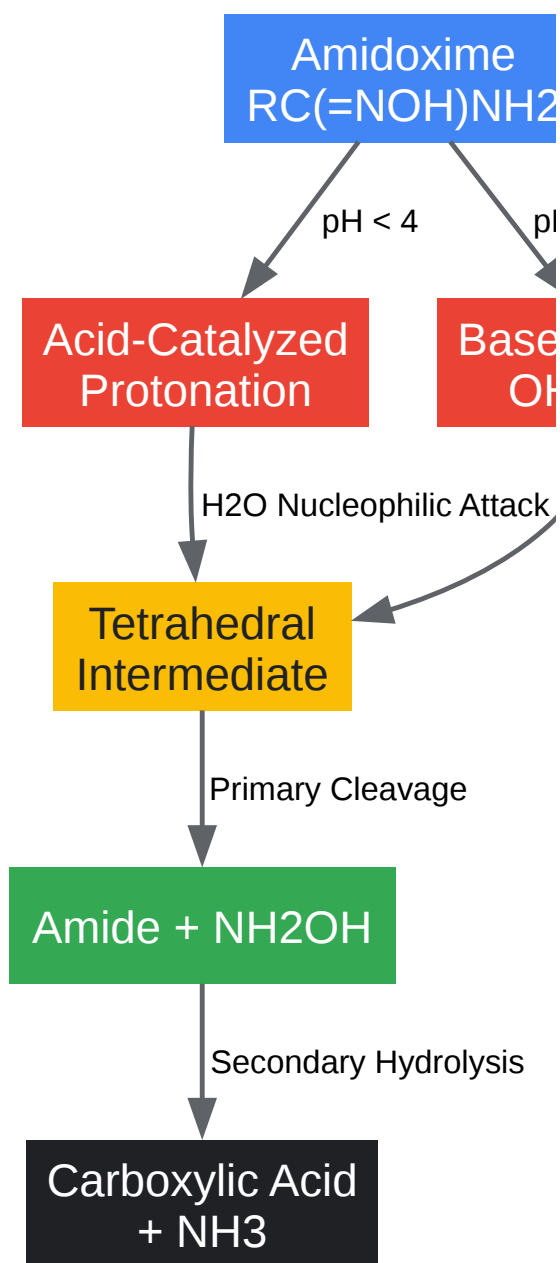 Amidoxime
RC(=NOH)NH2
pH < 4
Acid-Catalyzed
Protonation
Base
H2O Nucleophilic Attack
Tetrahedral
Intermediate
Primary Cleavage
Amide + NH2OH
Secondary Hydrolysis
Carboxylic Acid
+ NH3